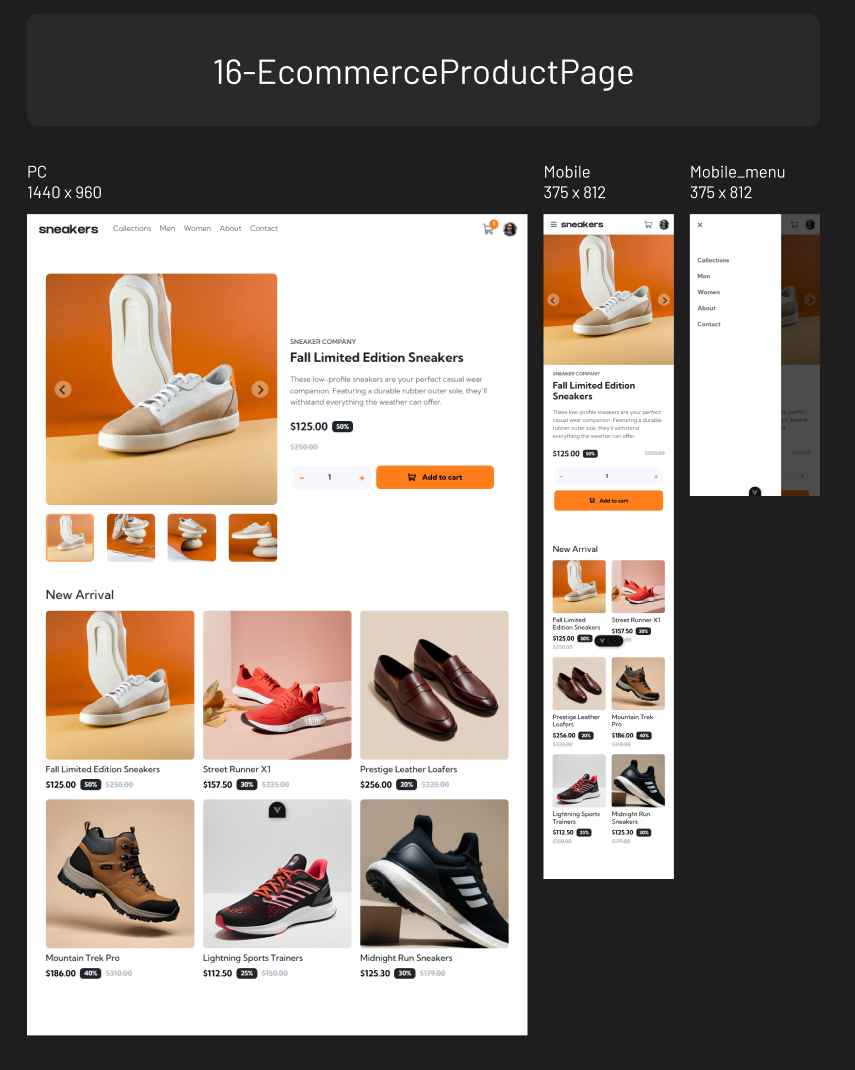 16-EcommerceProductPage
PC
1440 x 960
Mobile
375 x 812
Mobile_menu
375 x 812
sneakers
Collections Men Women About Contact
1
SNEAKER COMPANY
Fall Limited Edition Sneakers
These low-profile sneakers are your perfect casual wear
companion. Featuring a durable rubber outer sole, they'll
withstand everything the weather can offer.
$125.00 50%
$250.00
- 1 +
Add to cart
New Arrival
Fall Limited Edition Sneakers
$125.00 50% $250.00
Street Runner X1
$157.50 30% $225.00
Prestige Leather Loafers
$256.00 20% $320.00
Mountain Trek Pro
$186.00 40% $310.00
Lightning Sports Trainers
$112.50 25% $150.00
Midnight Run Sneakers
$125.30 30% $179.00
sneakers
SNEAKER COMPANY
Fall Limited Edition
Sneakers
These low-profile sneakers are your perfect
casual wear companion. Featuring a durable
rubber outer sole, they'll withstand
everything the weather can offer.
$125.00 50% $250.00
- 1 +
Add to cart
New Arrival
Fall Limited
Edition Sneakers
$125.00 50%
$250.00
Street Runner X1
$157.50 30%
Prestige Leather
Loafers
$256.00 20%
$320.00
Mountain Trek
Pro
$186.00 40%
$310.00
Lightning Sports
Trainers
$112.50 25%
$150.00
Midnight Run
Sneakers
$125.30 30%
$179.00
Collections
Men
Women
About
Contact
perfect
a durable
$250.00
+